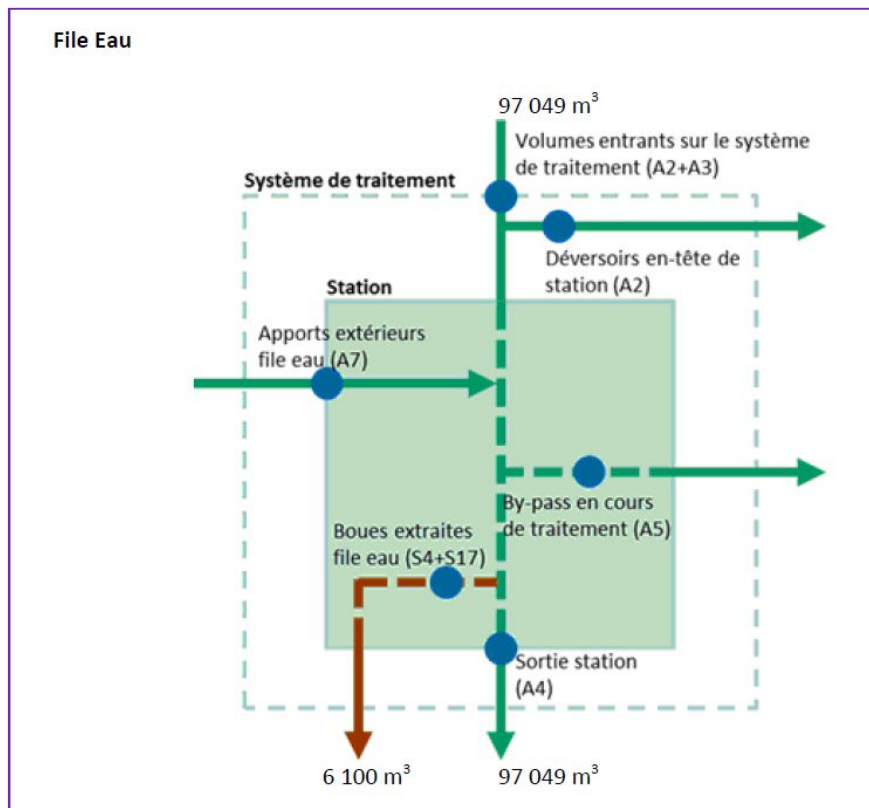 File Eau
97 049 m³
Volumes entrants sur le système
de traitement (A2+A3)
Système de traitement
Déversoirs en-tête de
station (A2)
Station
Apports extérieurs
file eau (A7)
By-pass en cours
de traitement (A5)
Boues extraites
file eau (S4+S17)
Sortie station
(A4)
6 100 m³
97 049 m³